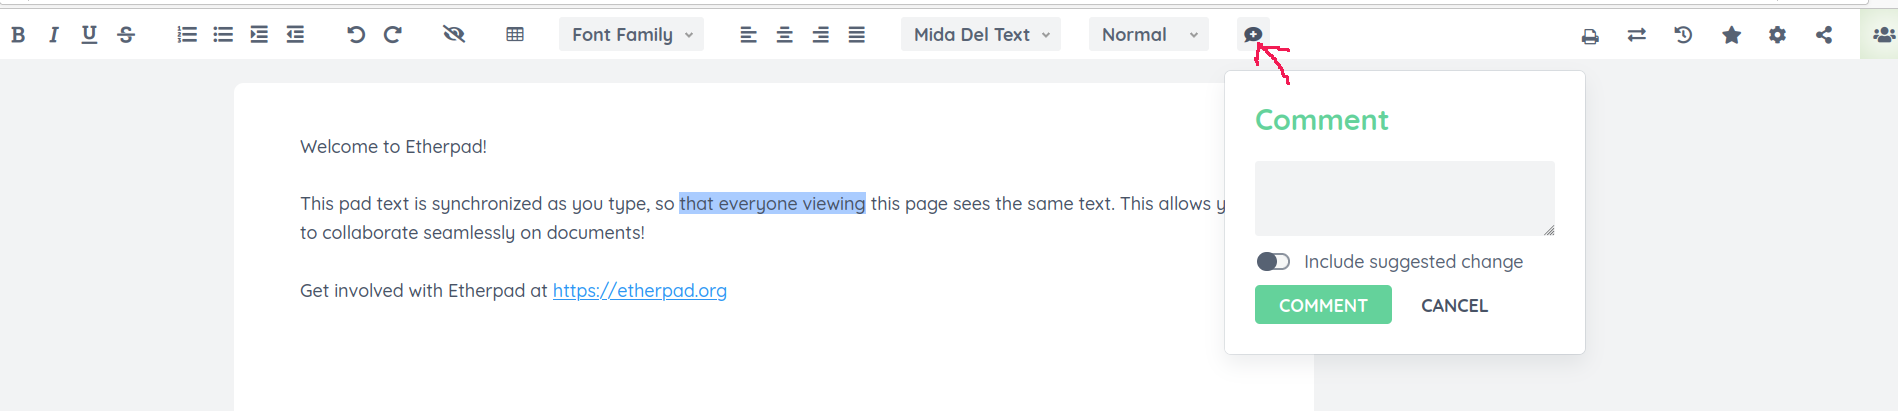 B I U S Font Family Mida Del Text Normal
Comment
Welcome to Etherpad!
This pad text is synchronized as you type, so that everyone viewing this page sees the same text. This allows y
to collaborate seamlessly on documents!
Include suggested change
Get involved with Etherpad at https://etherpad.org
COMMENT CANCEL